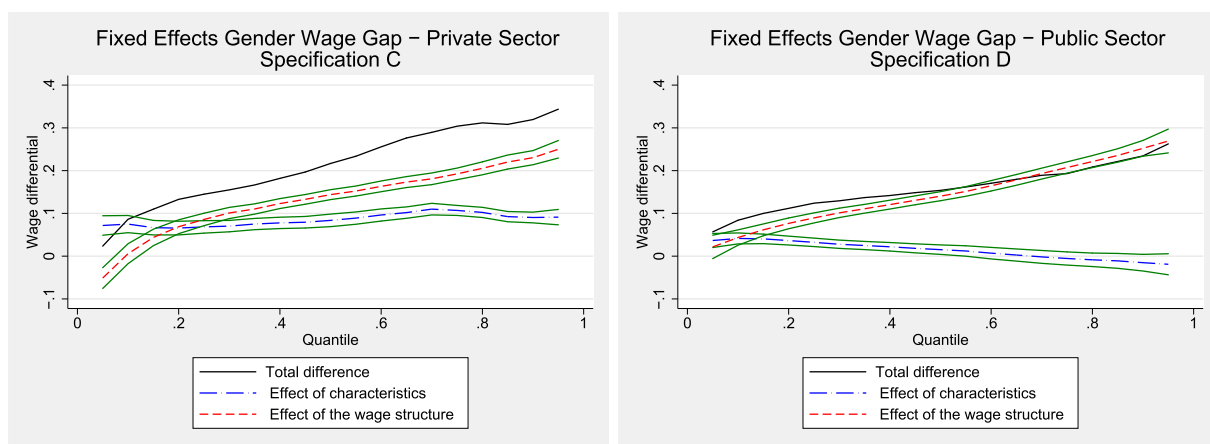 Fixed Effects Gender Wage Gap − Private Sector
Specification C
Wage differential
.4
.3
.2
.1
0
−.1
0
.2
.4
.6
.8
1
Quantile
Total difference
Effect of characteristics
Effect of the wage structure
Fixed Effects Gender Wage Gap − Public Sector
Specification D
Wage differential
.4
.3
.2
.1
0
−.1
0
.2
.4
.6
.8
1
Quantile
Total difference
Effect of characteristics
Effect of the wage structure